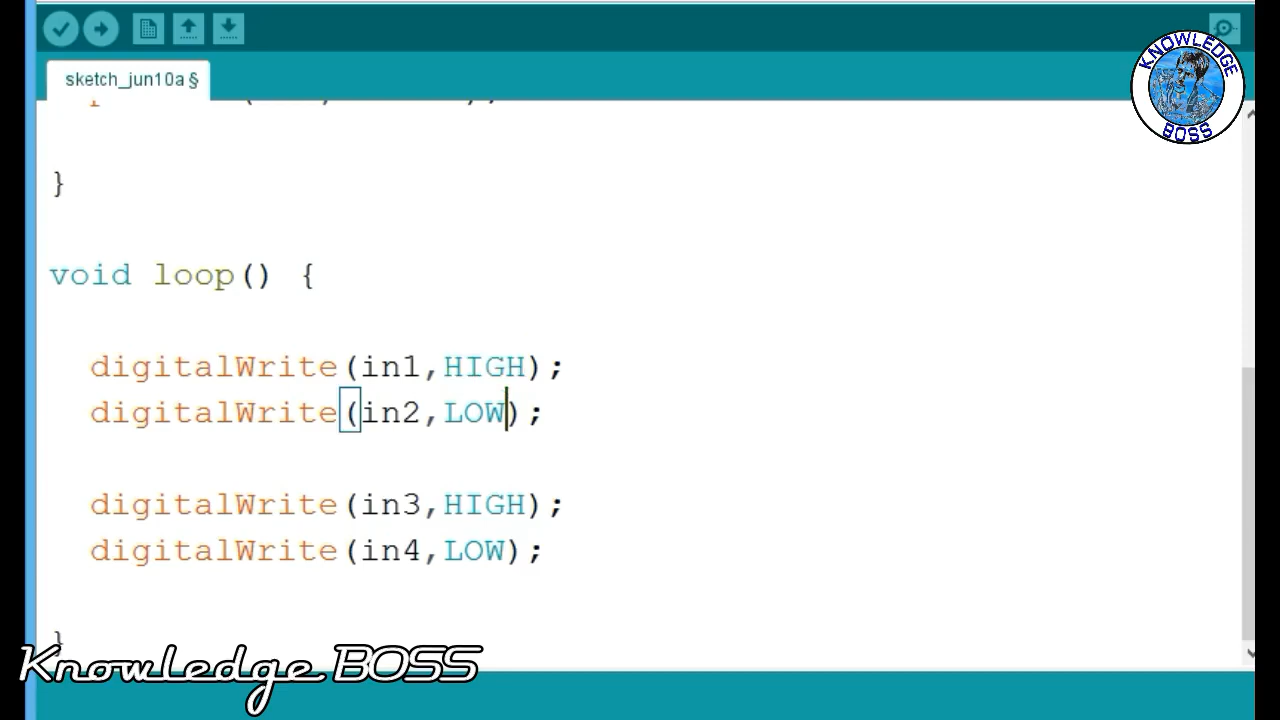 sketch_jun10a §
KNOWLEDGE
BOSS
}
void loop() {
digitalWrite(in1,HIGH);
digitalWrite(in2,LOW);
digitalWrite(in3,HIGH);
digitalWrite(in4,LOW);
}
Knowledge BOSS